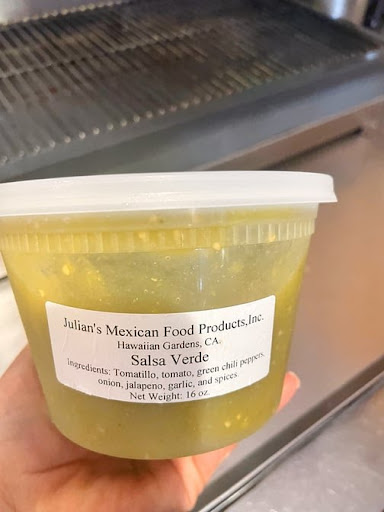 Julian's Mexican Food Products,Inc.
Hawaiian Gardens, CA.
Salsa Verde
Ingredients: Tomatillo, tomato, green chili peppers,
onion, jalapeno, garlic, and spices.
Net Weight: 16 oz.